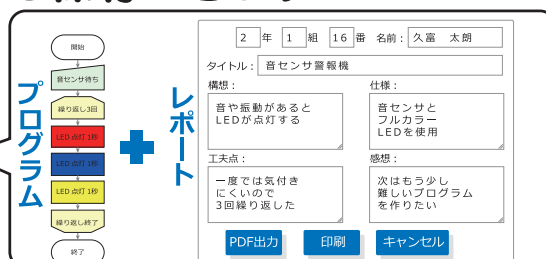 プログラム
開始
音センサ待ち
繰り返し3回
LED 点灯 1秒
LED 点灯 1秒
LED 点灯 1秒
繰り返し終了
終了
レポート
2 年 1 組 16 番 名前： 久富 太朗
タイトル： 音センサ警報機
構想：
音や振動があると
LEDが点灯する
仕様：
音センサと
フルカラー
LEDを使用
工夫点：
一度では気付き
にくいので
3回繰り返した
感想：
次はもう少し
難しいプログラム
を作りたい
PDF出力
印刷
キャンセル